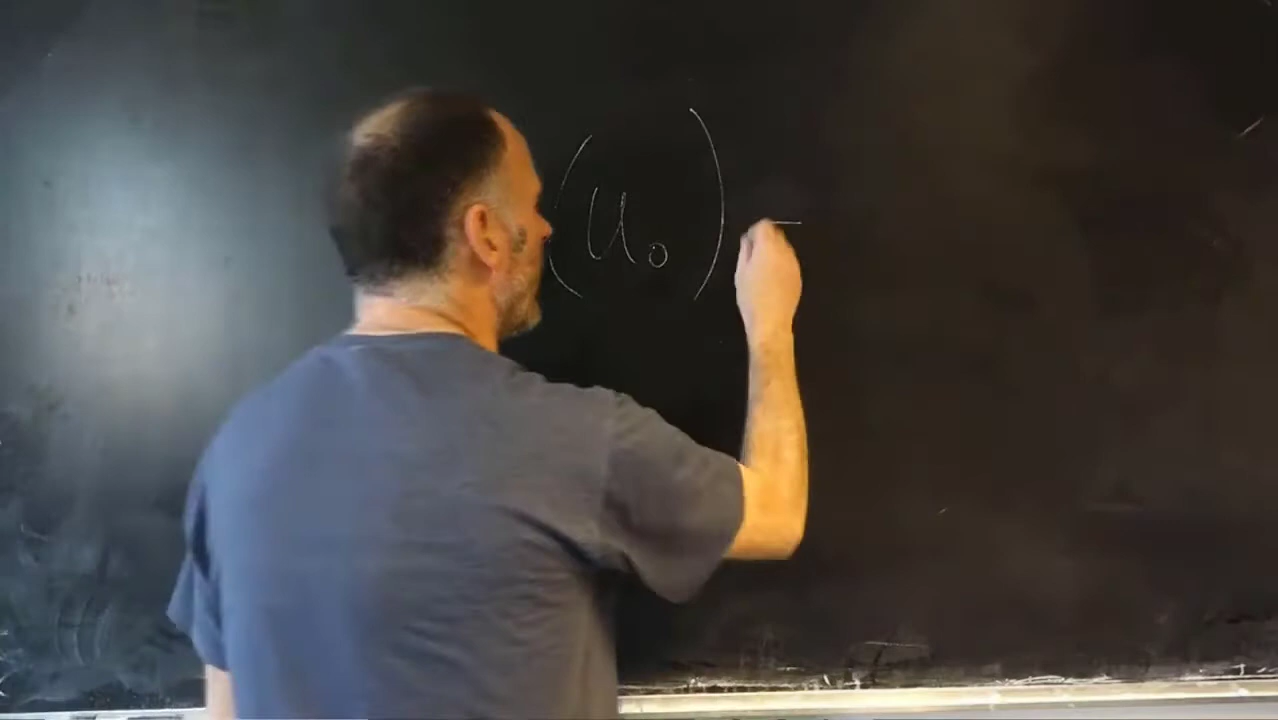 (u₀) =